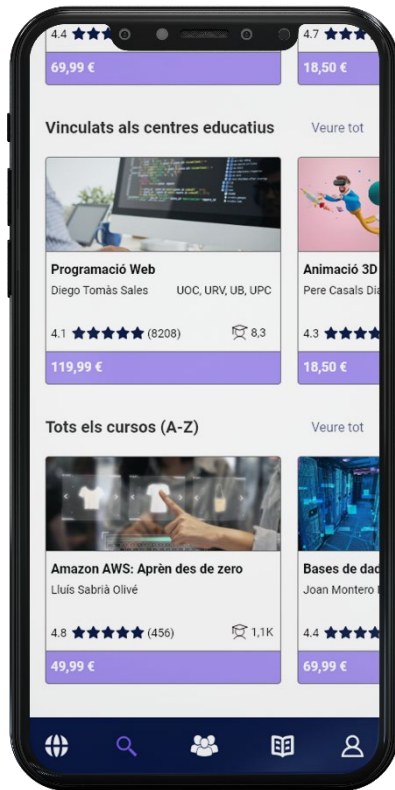 4.4
4.7
69,99 €
18,50 €
Vinculats als centres educatius
Veure tot
Programació Web
Diego Tomàs Sales
UOC, URV, UB, UPC
4.1
(8208)
8,3
119,99 €
Animació 3D
Pere Casals
4.3
18,50 €
Tots els cursos (A-Z)
Veure tot
Amazon AWS: Aprèn des de zero
Lluís Sabrià Olivé
4.8
(456)
1,1K
49,99 €
Bases de
Joan Montero
4.4
69,99 €